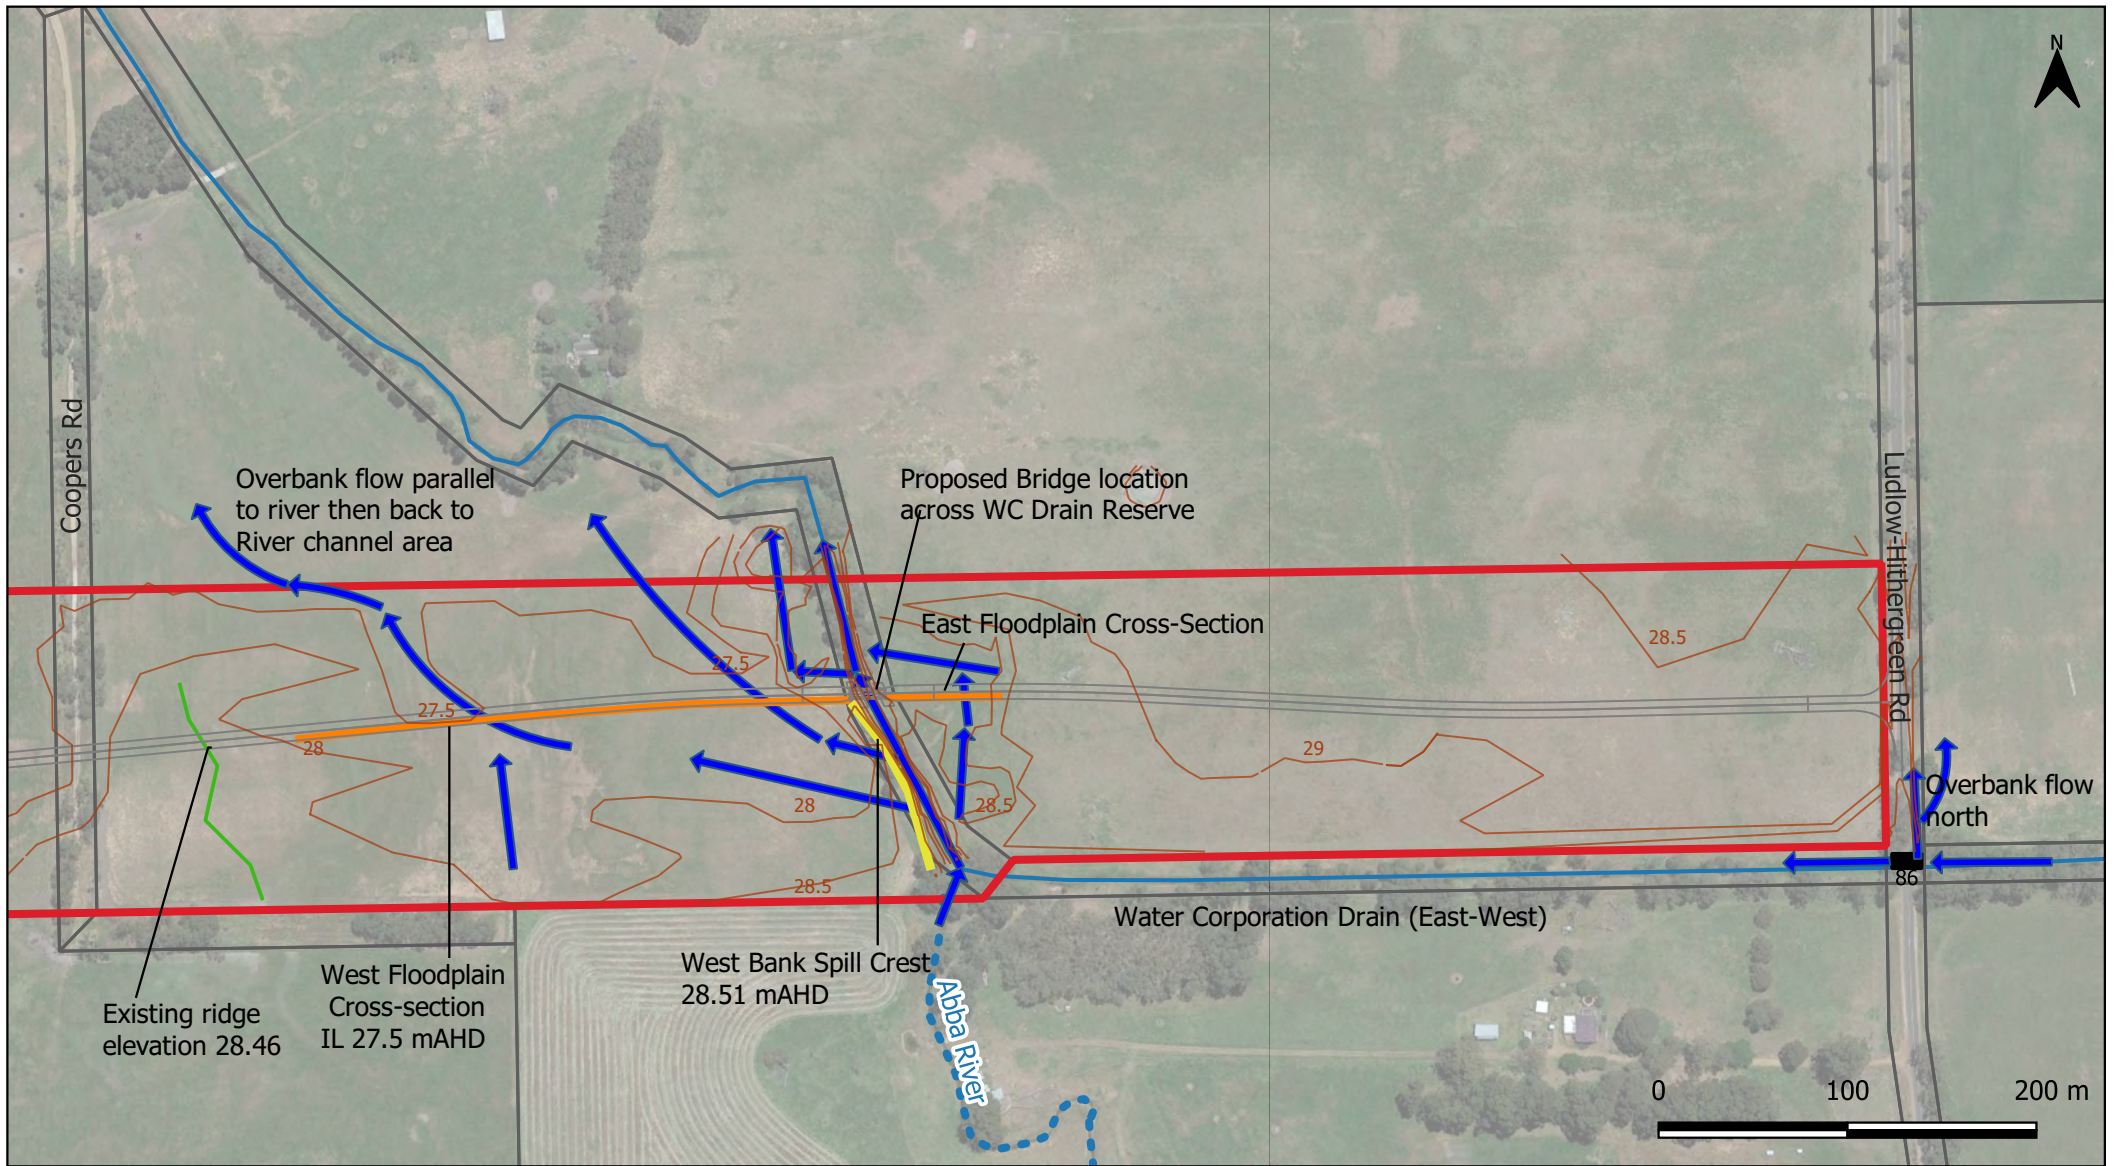 N
Coopers Rd
Overbank flow parallel
to river then back to
River channel area
Proposed Bridge location
across WC Drain Reserve
Ludlow-Hithergreen Rd
East Floodplain Cross-Section
28.5
27.5
27.5
28
29
Overbank flow
north
28
28.5
86
28.5
Water Corporation Drain (East-West)
West Floodplain
Cross-section
IL 27.5 mAHD
West Bank Spill Crest
28.51 mAHD
Abba River
Existing ridge
elevation 28.46
0
100
200 m